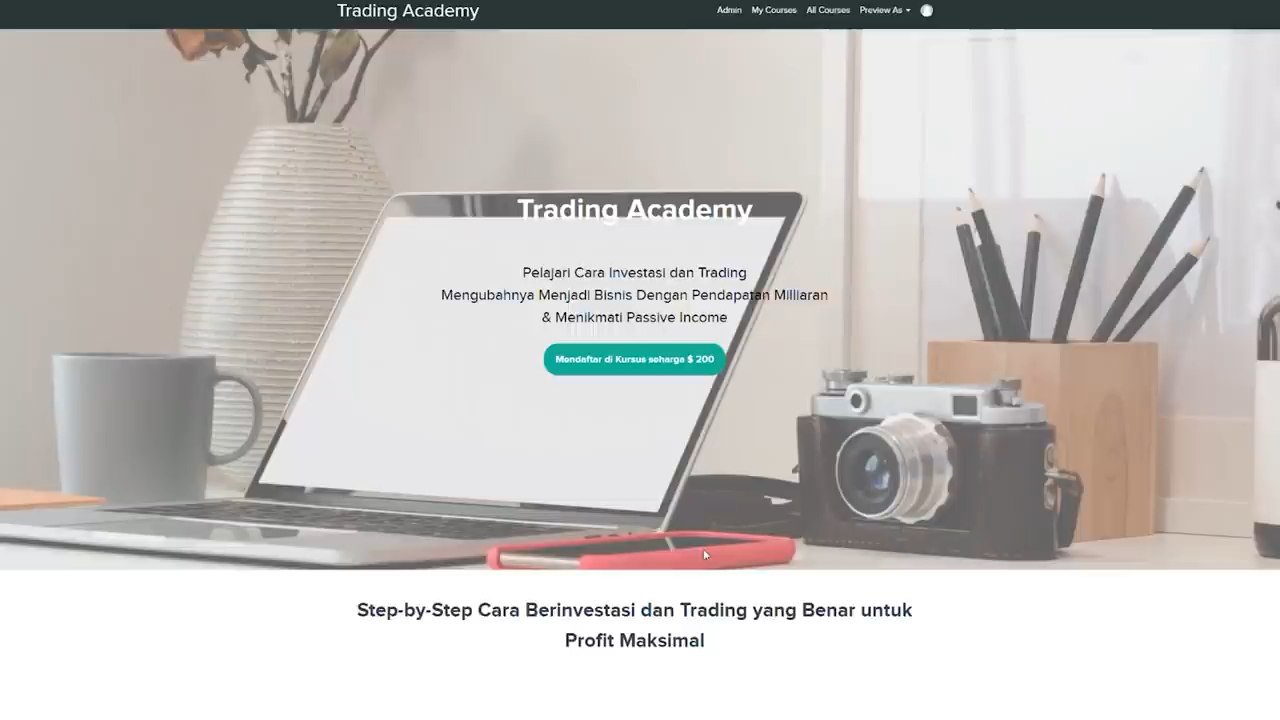 Trading Academy
Admin My Courses All Courses Preview As
Trading Academy
Pelajari Cara Investasi dan Trading
Mengubahnya Menjadi Bisnis Dengan Pendapatan Milliaran
& Menikmati Passive Income
Mendaftar di Kursus seharga $ 200
Step-by-Step Cara Berinvestasi dan Trading yang Benar untuk
Profit Maksimal